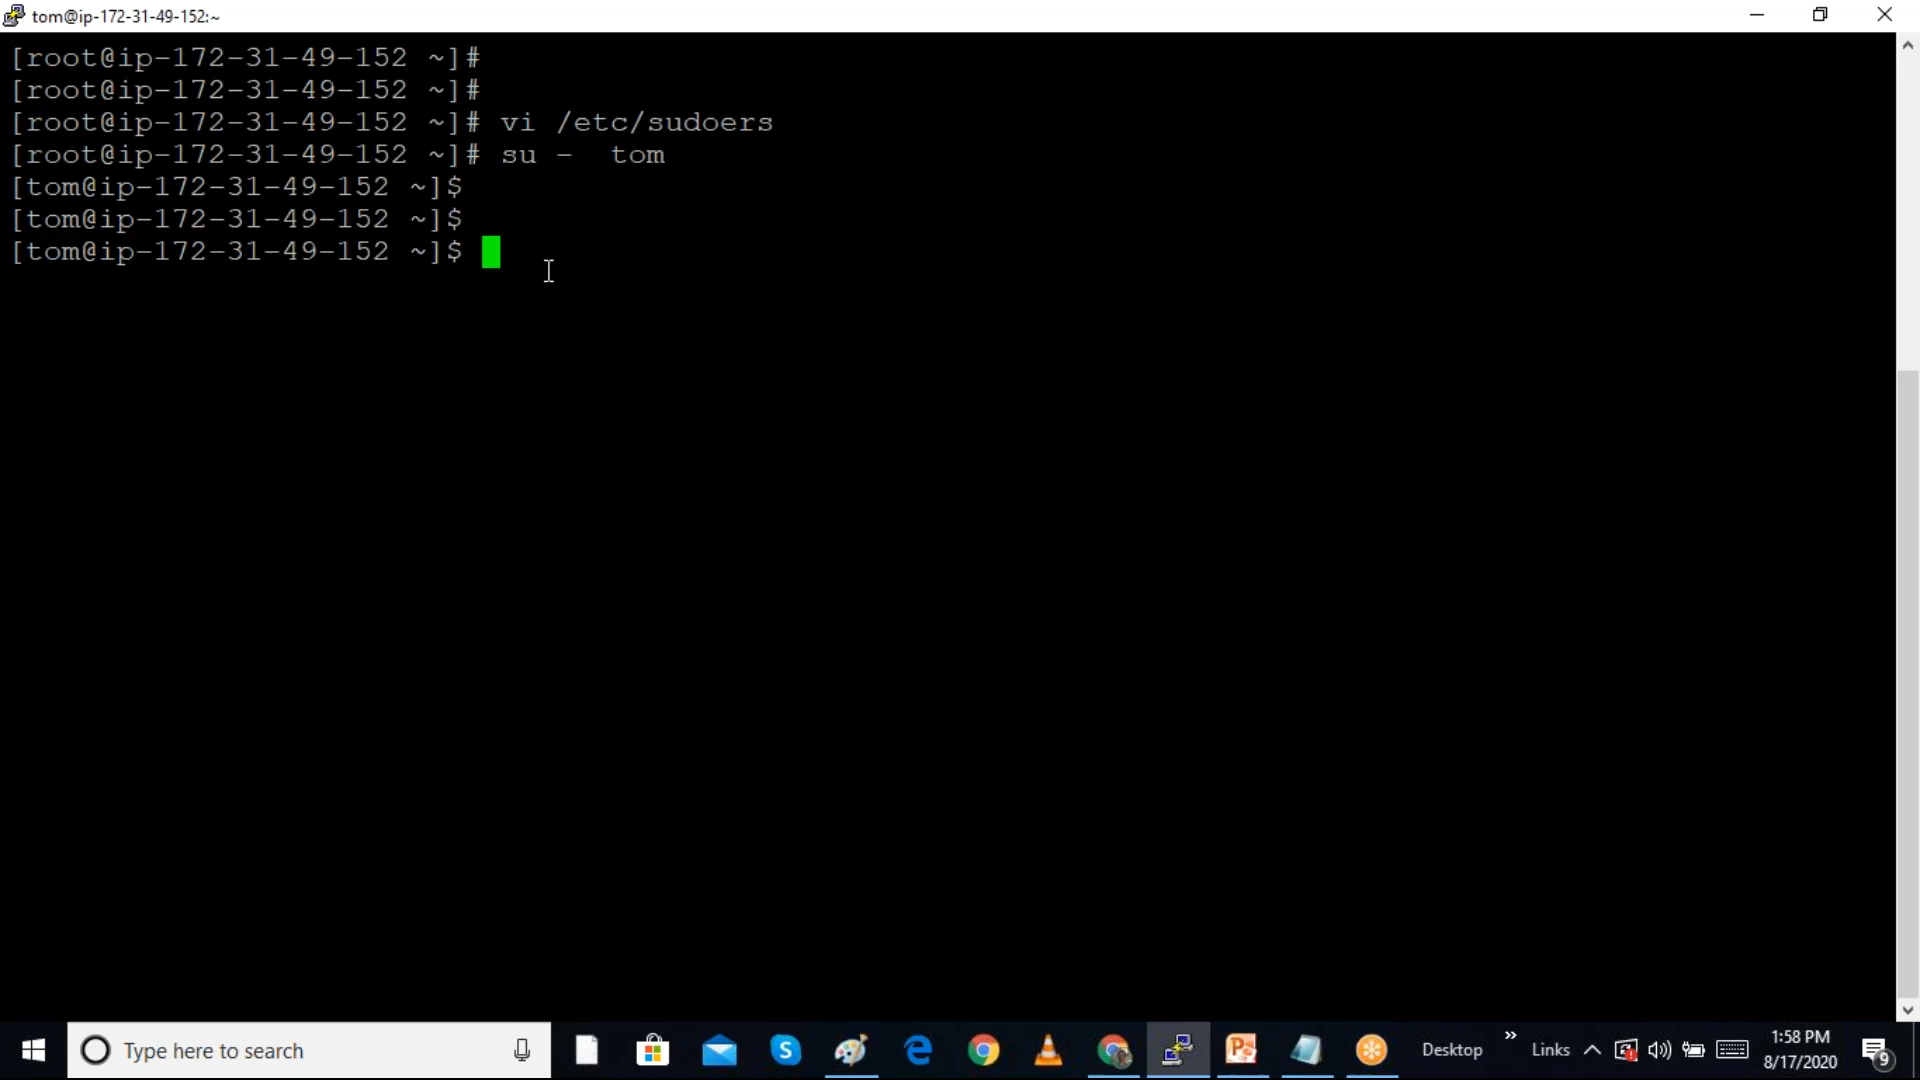 tom@ip-172-31-49-152:~
[root@ip-172-31-49-152 ~]#
[root@ip-172-31-49-152 ~]#
[root@ip-172-31-49-152 ~]# vi /etc/sudoers
[root@ip-172-31-49-152 ~]# su -  tom
[tom@ip-172-31-49-152 ~]$
[tom@ip-172-31-49-152 ~]$
[tom@ip-172-31-49-152 ~]$
Type here to search
Desktop » Links
1:58 PM
8/17/2020
9